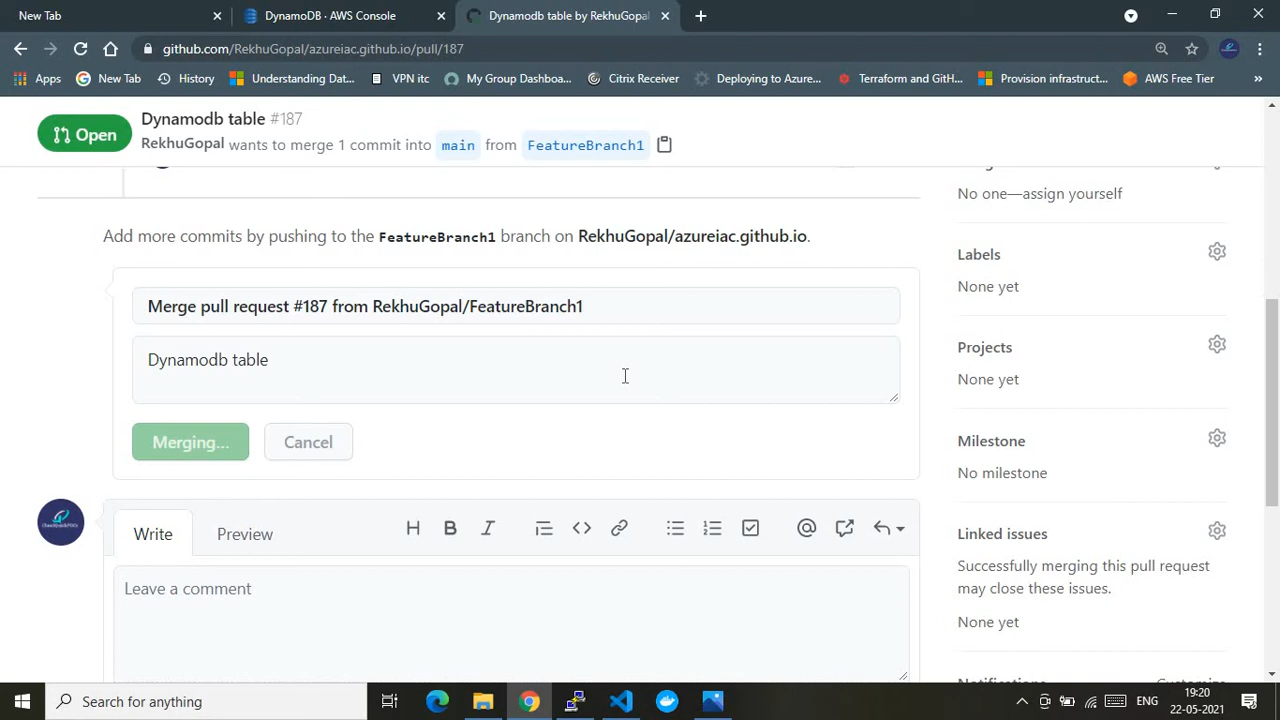 New Tab
DynamoDB - AWS Console
Dynamodb table by RekhuGopal
github.com/RekhuGopal/azureiac.github.io/pull/187
Apps
New Tab
History
Understanding Dat...
VPN itc
My Group Dashboa...
Citrix Receiver
Deploying to Azure...
Terraform and GitH...
Provision infrastruct...
AWS Free Tier
»
Open
Dynamodb table #187
RekhuGopal wants to merge 1 commit into main from FeatureBranch1
No one—assign yourself
Add more commits by pushing to the FeatureBranch1 branch on RekhuGopal/azureiac.github.io.
Labels
None yet
Merge pull request #187 from RekhuGopal/FeatureBranch1
Dynamodb table
Projects
None yet
Merging...
Cancel
Milestone
No milestone
Write
Preview
Linked issues
Successfully merging this pull request
may close these issues.
None yet
Leave a comment
Search for anything
ENG
19:20
22-05-2021